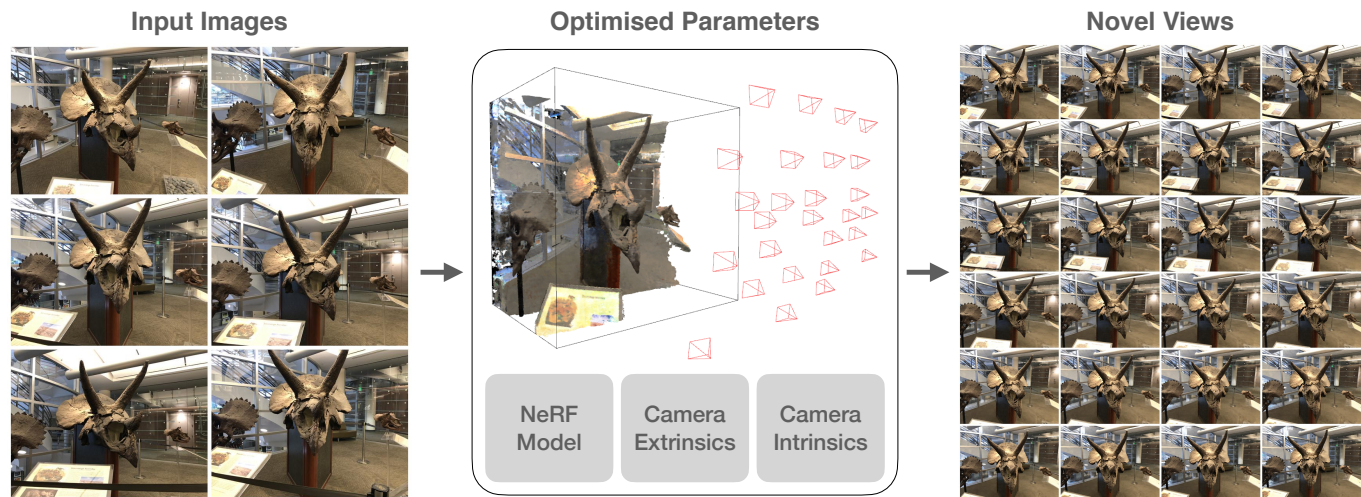 Input Images
Optimised Parameters
Novel Views
NeRF
Model
Camera
Extrinsics
Camera
Intrinsics